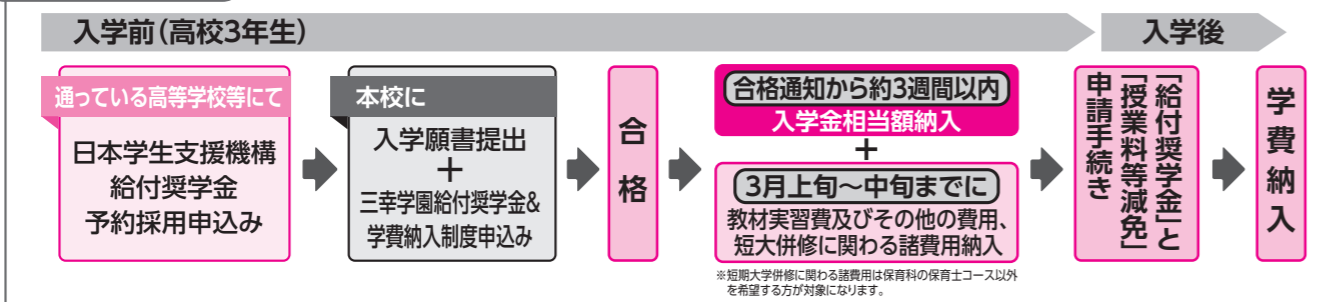 入学前(高校3年生)
入学後
通っている高等学校等にて
日本学生支援機構
給付奨学金
予約採用申込み
本校に
入学願書提出
+
三幸学園給付奨学金&
学費納入制度申込み
合格
合格通知から約3週間以内
入学金相当額納入
+
3月上旬〜中旬までに
教材実習費及びその他の費用、
短大併修に関わる諸費用納入
※短期大学併修に関わる諸費用は保育科の保育士コース以外
を希望する方が対象になります。
「給付奨学金」と
「授業料等減免」
申請手続き
学費納入